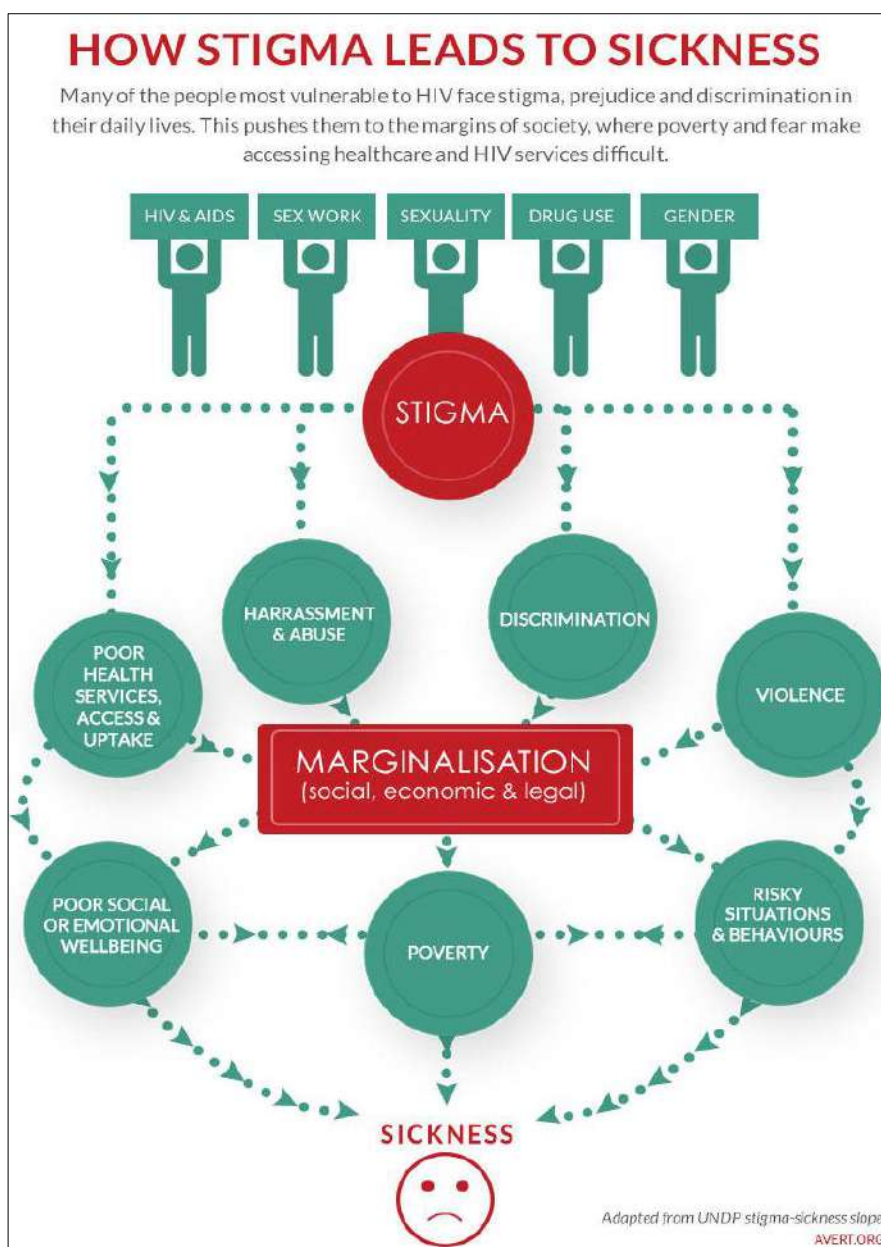 HOW STIGMA LEADS TO SICKNESS
Many of the people most vulnerable to HIV face stigma, prejudice and discrimination in
their daily lives. This pushes them to the margins of society, where poverty and fear make
accessing healthcare and HIV services difficult.
HIV & AIDS
SEX WORK
SEXUALITY
DRUG USE
GENDER
STIGMA
HARRASSMENT
& ABUSE
DISCRIMINATION
POOR
HEALTH
SERVICES,
ACCESS &
UPTAKE
VIOLENCE
MARGINALISATION
(social, economic & legal)
POOR SOCIAL
OR EMOTIONAL
WELLBEING
POVERTY
RISKY
SITUATIONS
& BEHAVIOURS
SICKNESS
Adapted from UNDP stigma-sickness slope
AVERT.ORG